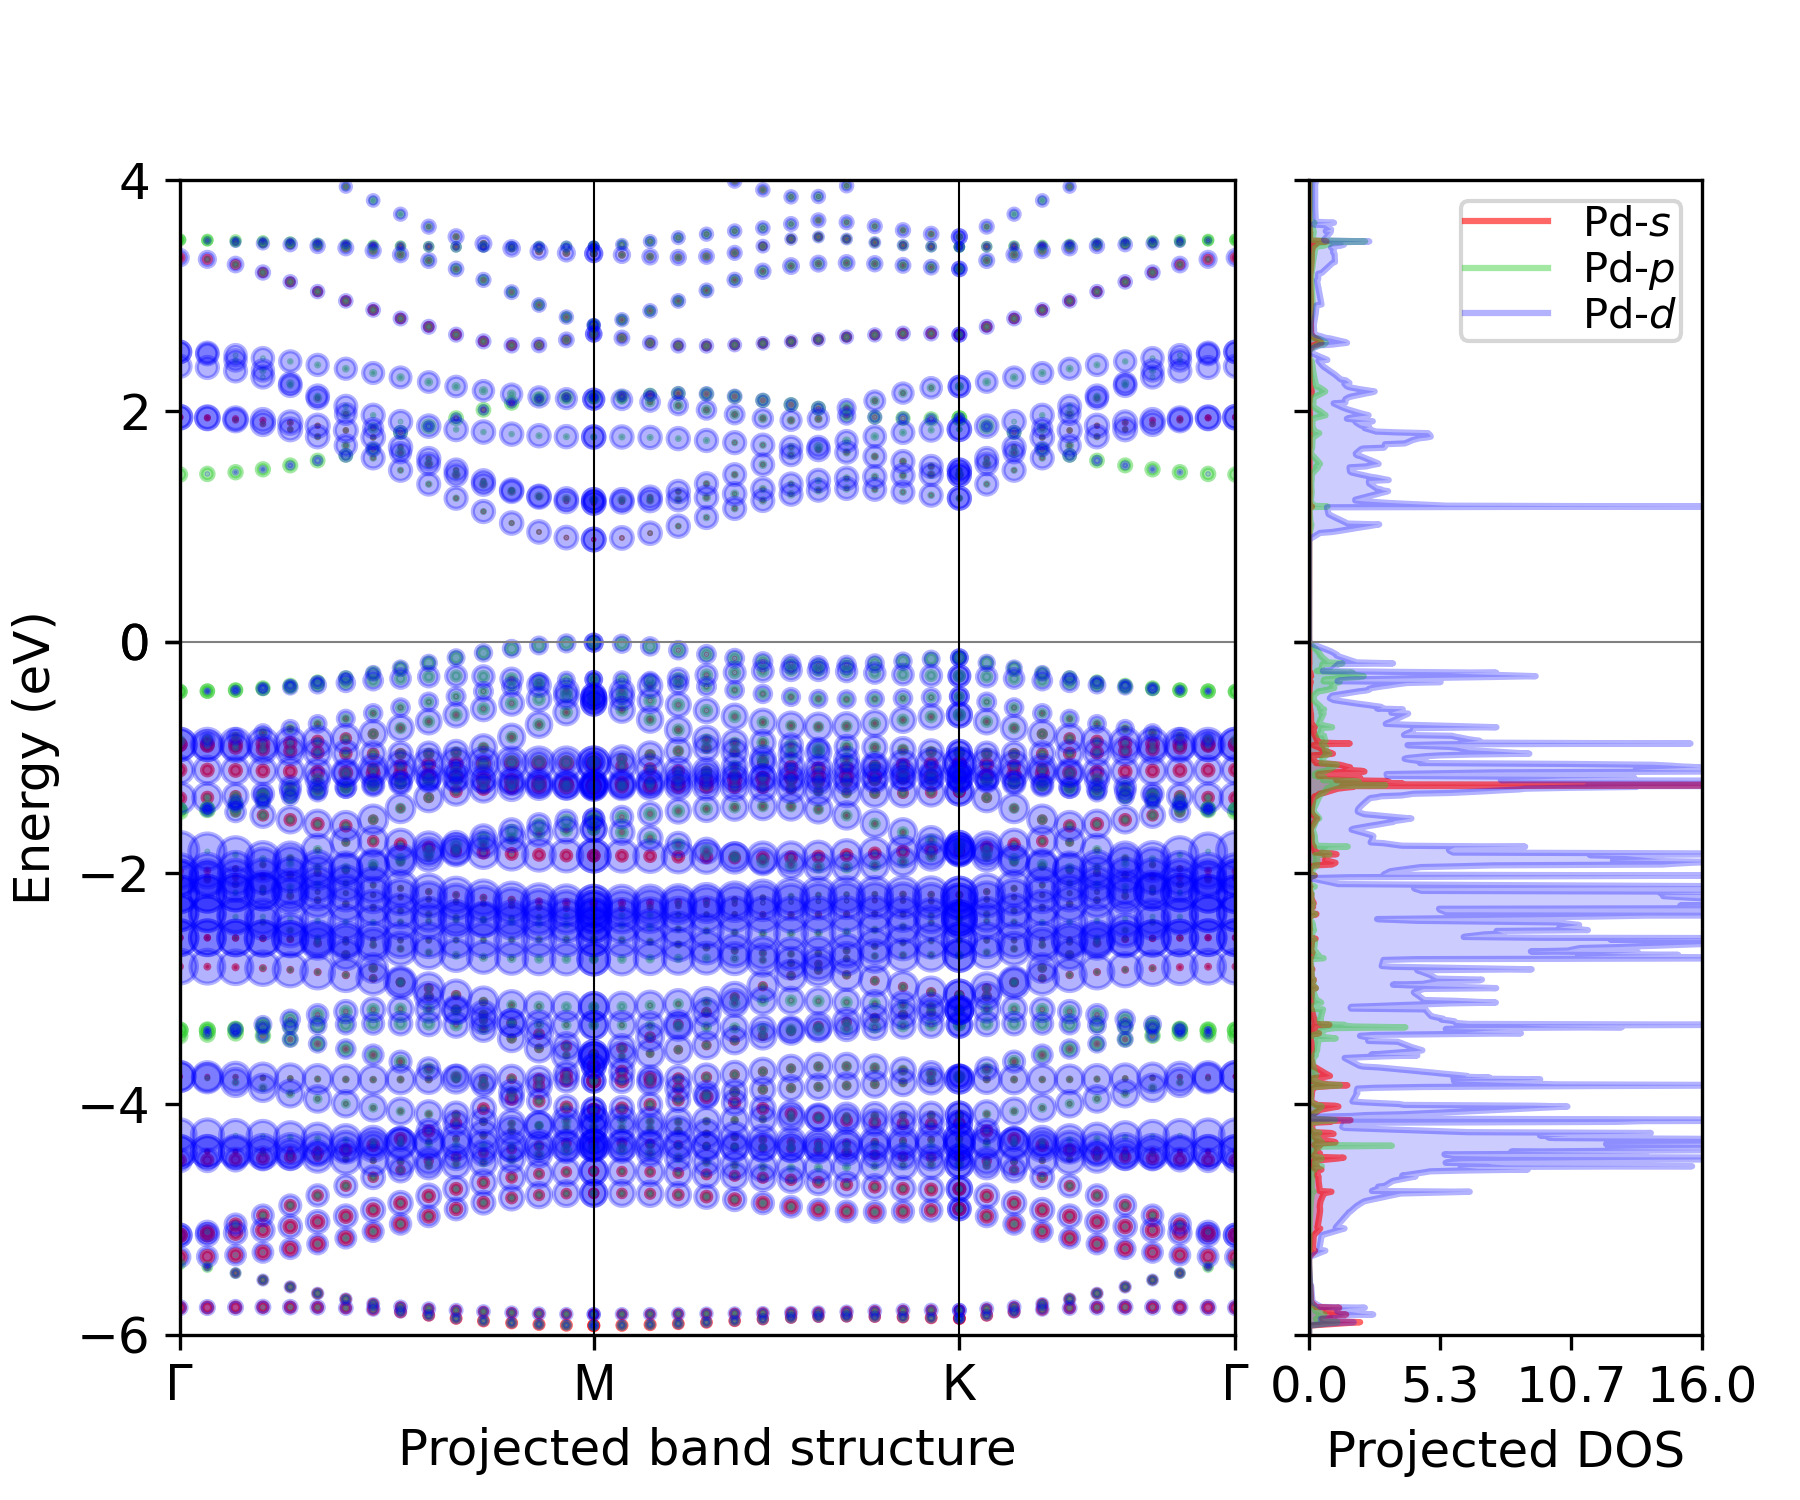 4
2
0
−2
−4
−6
Energy (eV)
Γ
M
K
Γ
Projected band structure
Pd-s
Pd-p
Pd-d
0.0
5.3
10.7
16.0
Projected DOS